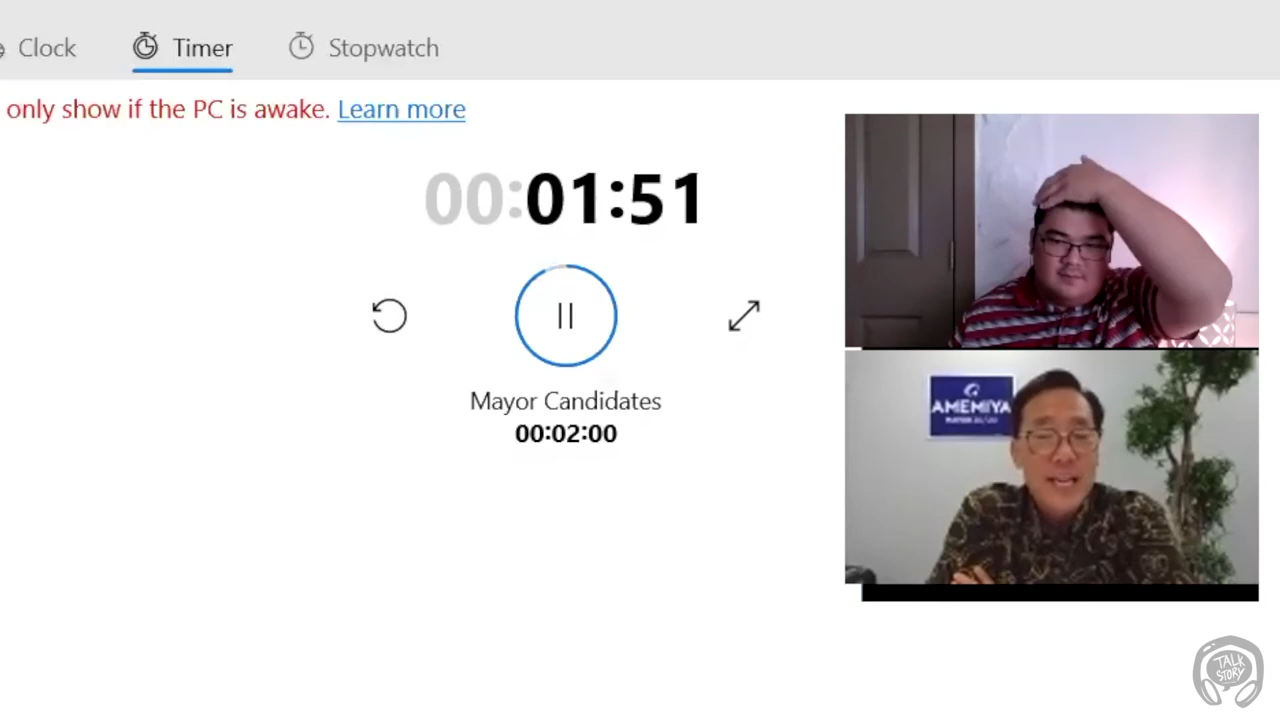 Clock
Timer
Stopwatch
only show if the PC is awake. Learn more
00:01:51
Mayor Candidates
00:02:00
AMEMIYA
TALK
STORY